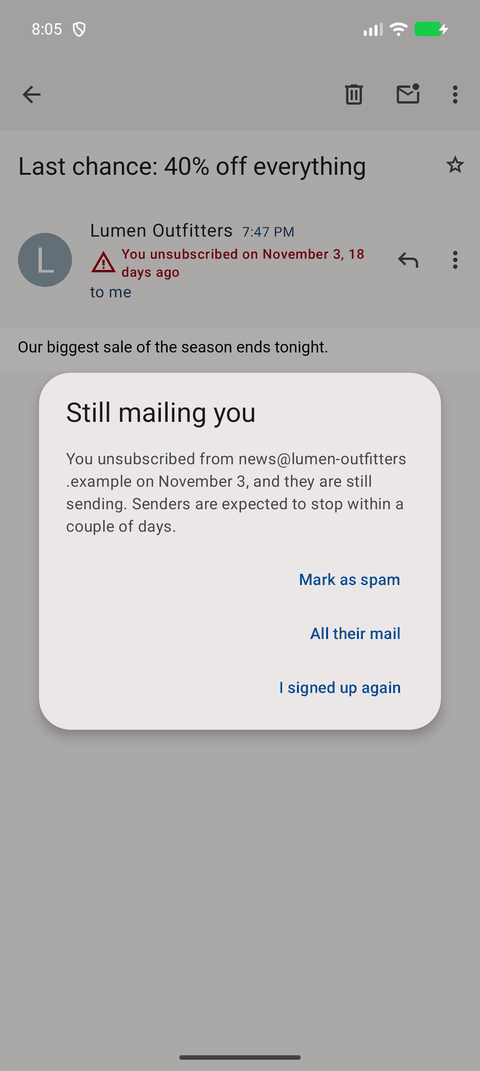 8:05
Last chance: 40% off everything
L
Lumen Outfitters 7:47 PM
You unsubscribed on November 3, 18
days ago
to me
Our biggest sale of the season ends tonight.
Still mailing you
You unsubscribed from news@lumen-outfitters
.example on November 3, and they are still
sending. Senders are expected to stop within a
couple of days.
Mark as spam
All their mail
I signed up again